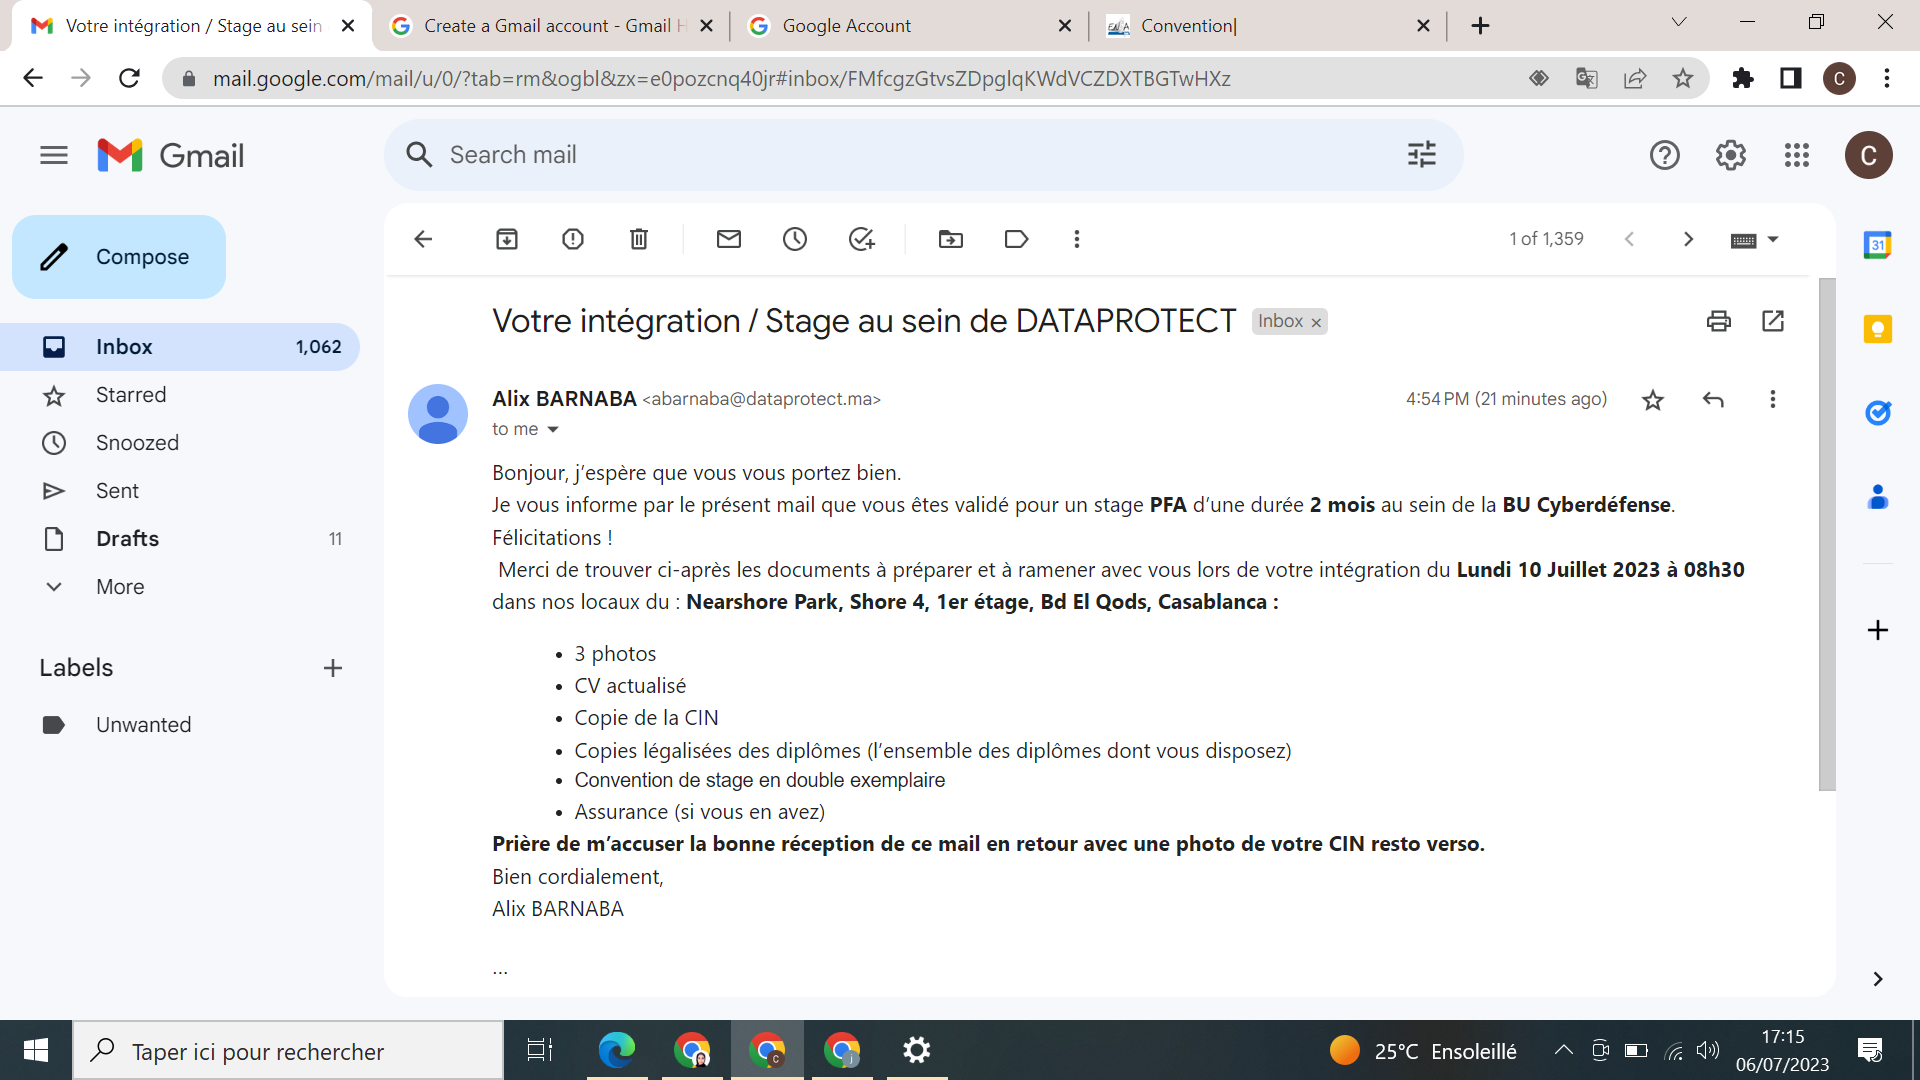 Votre intégration / Stage au sein
Create a Gmail account - Gmail H
Google Account
Convention|
mail.google.com/mail/u/0/?tab=rm&ogbl&zx=e0pozcnq40jr#inbox/FMfcgzGtvsZDpglqKWdVCZDXTBGTwHXz
C
Gmail
Search mail
C
Compose
1 of 1,359
31
Inbox 1,062
Starred
Snoozed
Sent
Drafts 11
More
Labels
Unwanted
Votre intégration / Stage au sein de DATAPROTECT Inbox ×
Alix BARNABA <abarnaba@dataprotect.ma> 4:54 PM (21 minutes ago)
to me
Bonjour, j’espère que vous vous portez bien.
Je vous informe par le présent mail que vous êtes validé pour un stage PFA d’une durée 2 mois au sein de la BU Cyberdéfense.
Félicitations !
Merci de trouver ci-après les documents à préparer et à ramener avec vous lors de votre intégration du Lundi 10 Juillet 2023 à 08h30
dans nos locaux du : Nearshore Park, Shore 4, 1er étage, Bd El Qods, Casablanca :
• 3 photos
• CV actualisé
• Copie de la CIN
• Copies légalisées des diplômes (l’ensemble des diplômes dont vous disposez)
• Convention de stage en double exemplaire
• Assurance (si vous en avez)
Prière de m’accuser la bonne réception de ce mail en retour avec une photo de votre CIN resto verso.
Bien cordialement,
Alix BARNABA
...
Taper ici pour rechercher
C
j
25°C Ensoleillé
17:15
06/07/2023